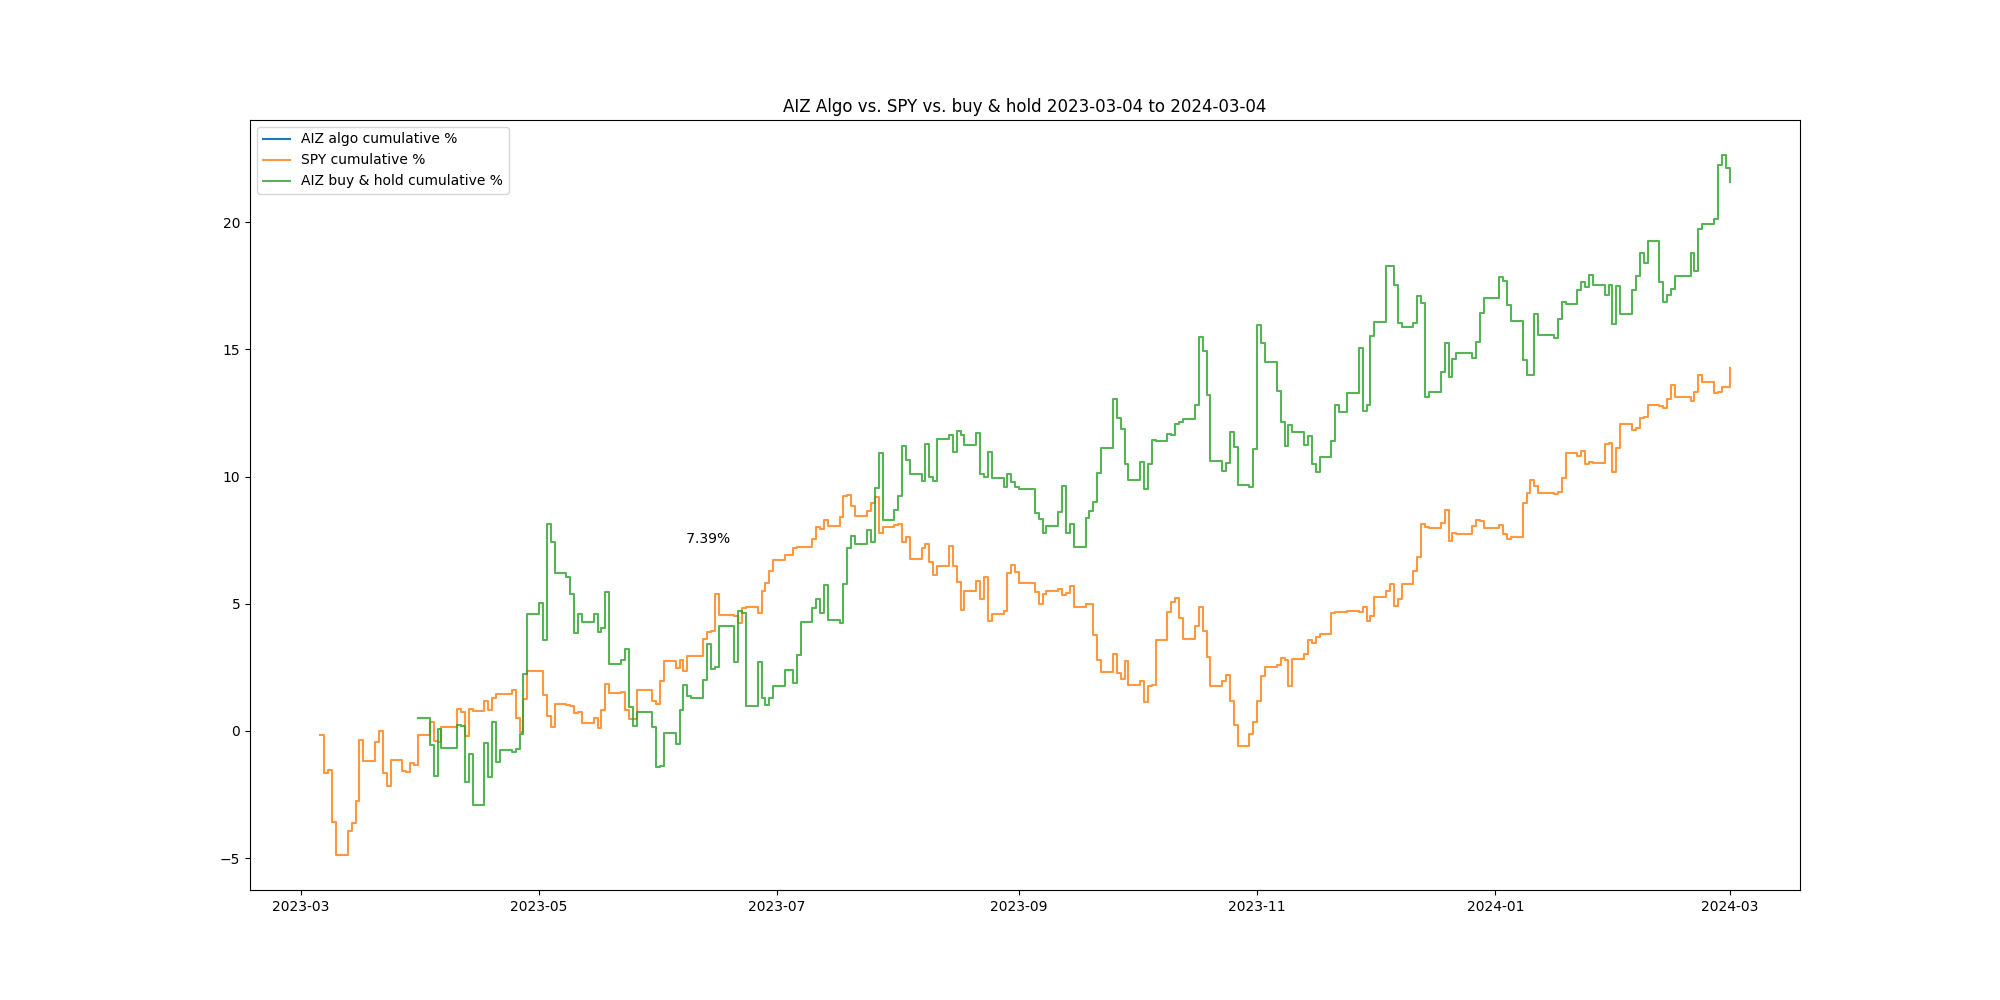 AIZ Algo vs. SPY vs. buy & hold 2023-03-04 to 2024-03-04
AIZ algo cumulative %
SPY cumulative %
AIZ buy & hold cumulative %
20
15
10
7.39%
5
0
−5
2023-03 2023-05 2023-07 2023-09 2023-11 2024-01 2024-03